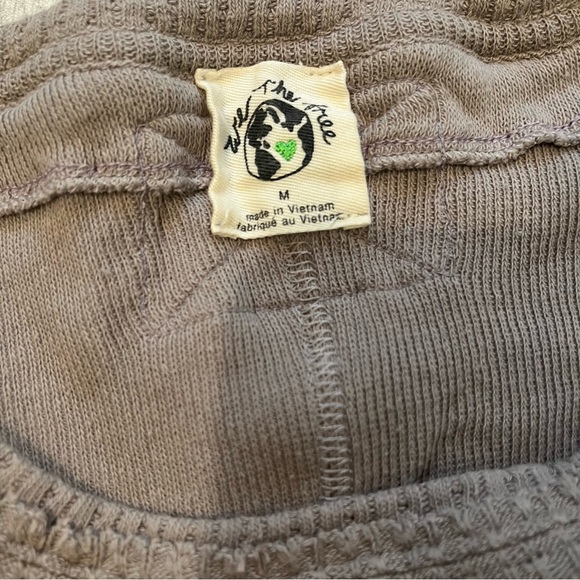 We The Free
M
made in Vietnam
fabriqué au Vietnam